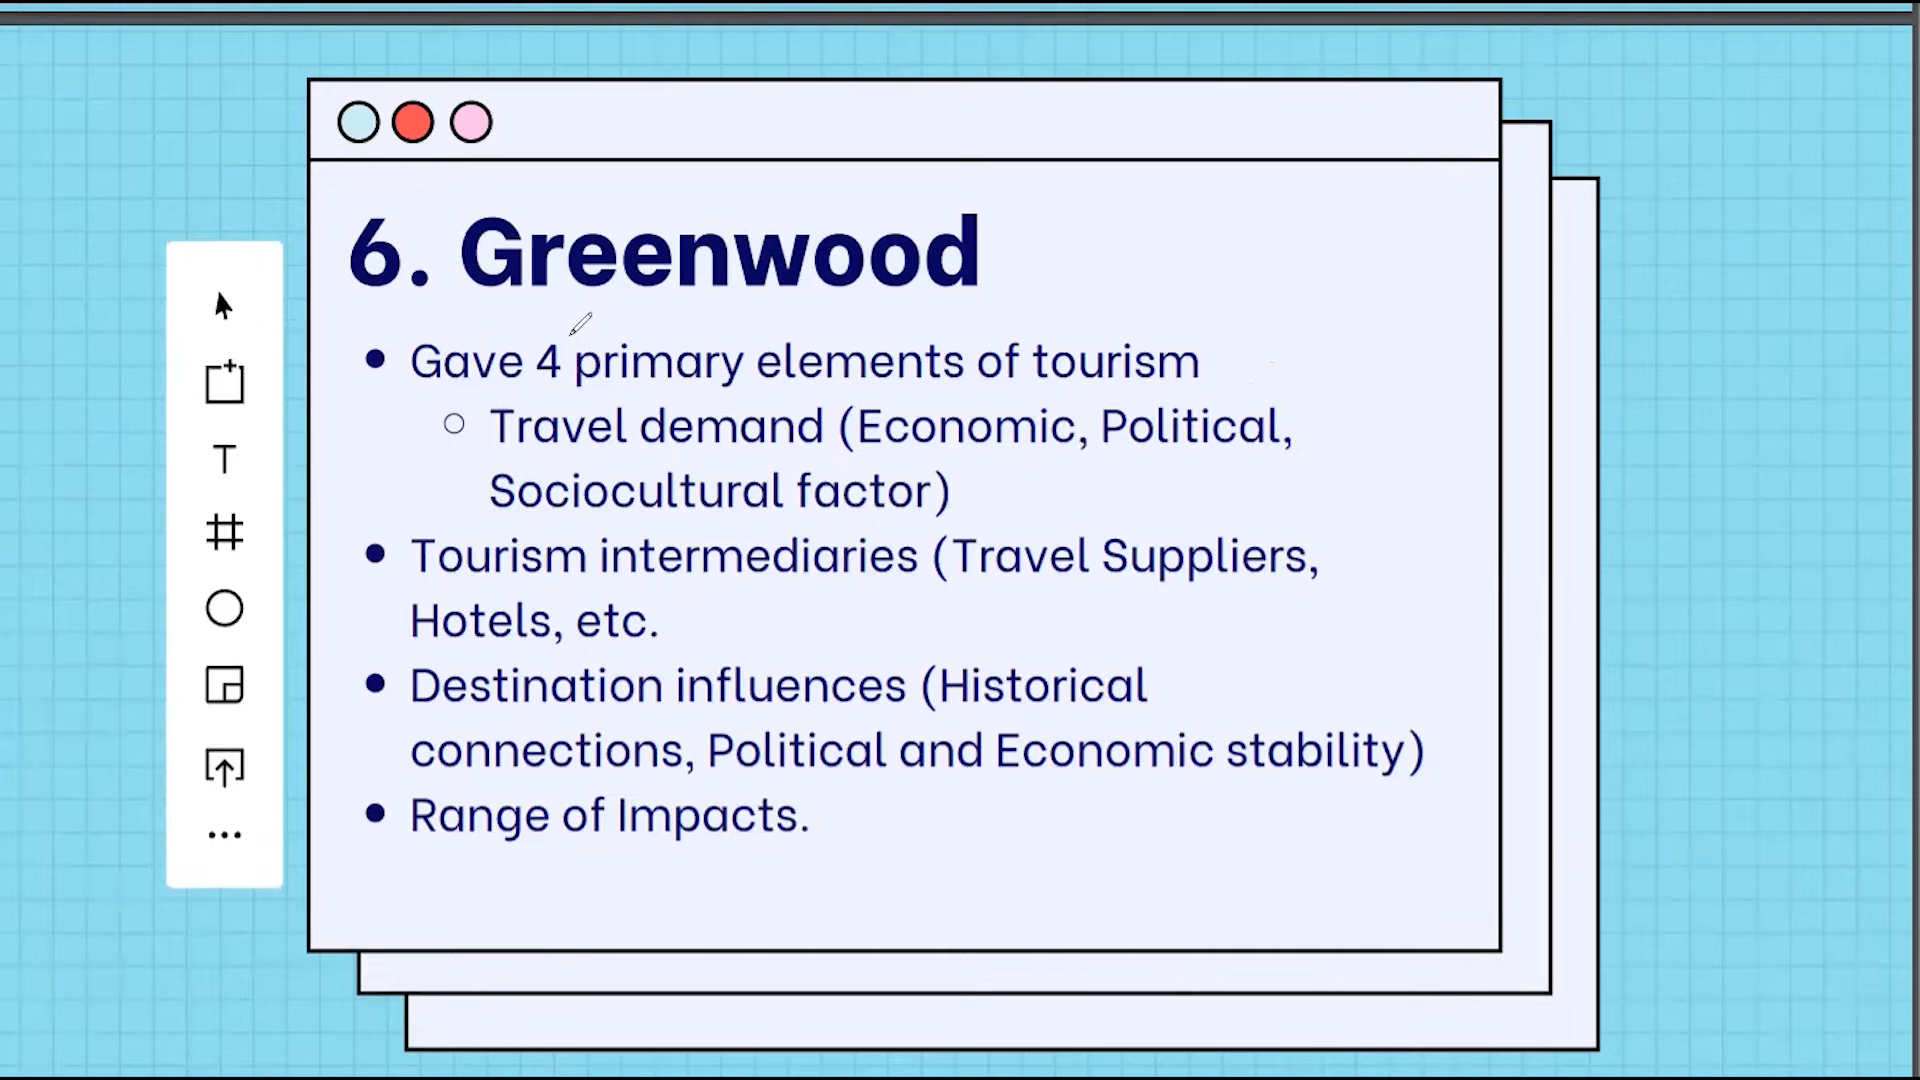 6. Greenwood
• Gave 4 primary elements of tourism
○ Travel demand (Economic, Political,
Sociocultural factor)
• Tourism intermediaries (Travel Suppliers,
Hotels, etc.
• Destination influences (Historical
connections, Political and Economic stability)
• Range of Impacts.